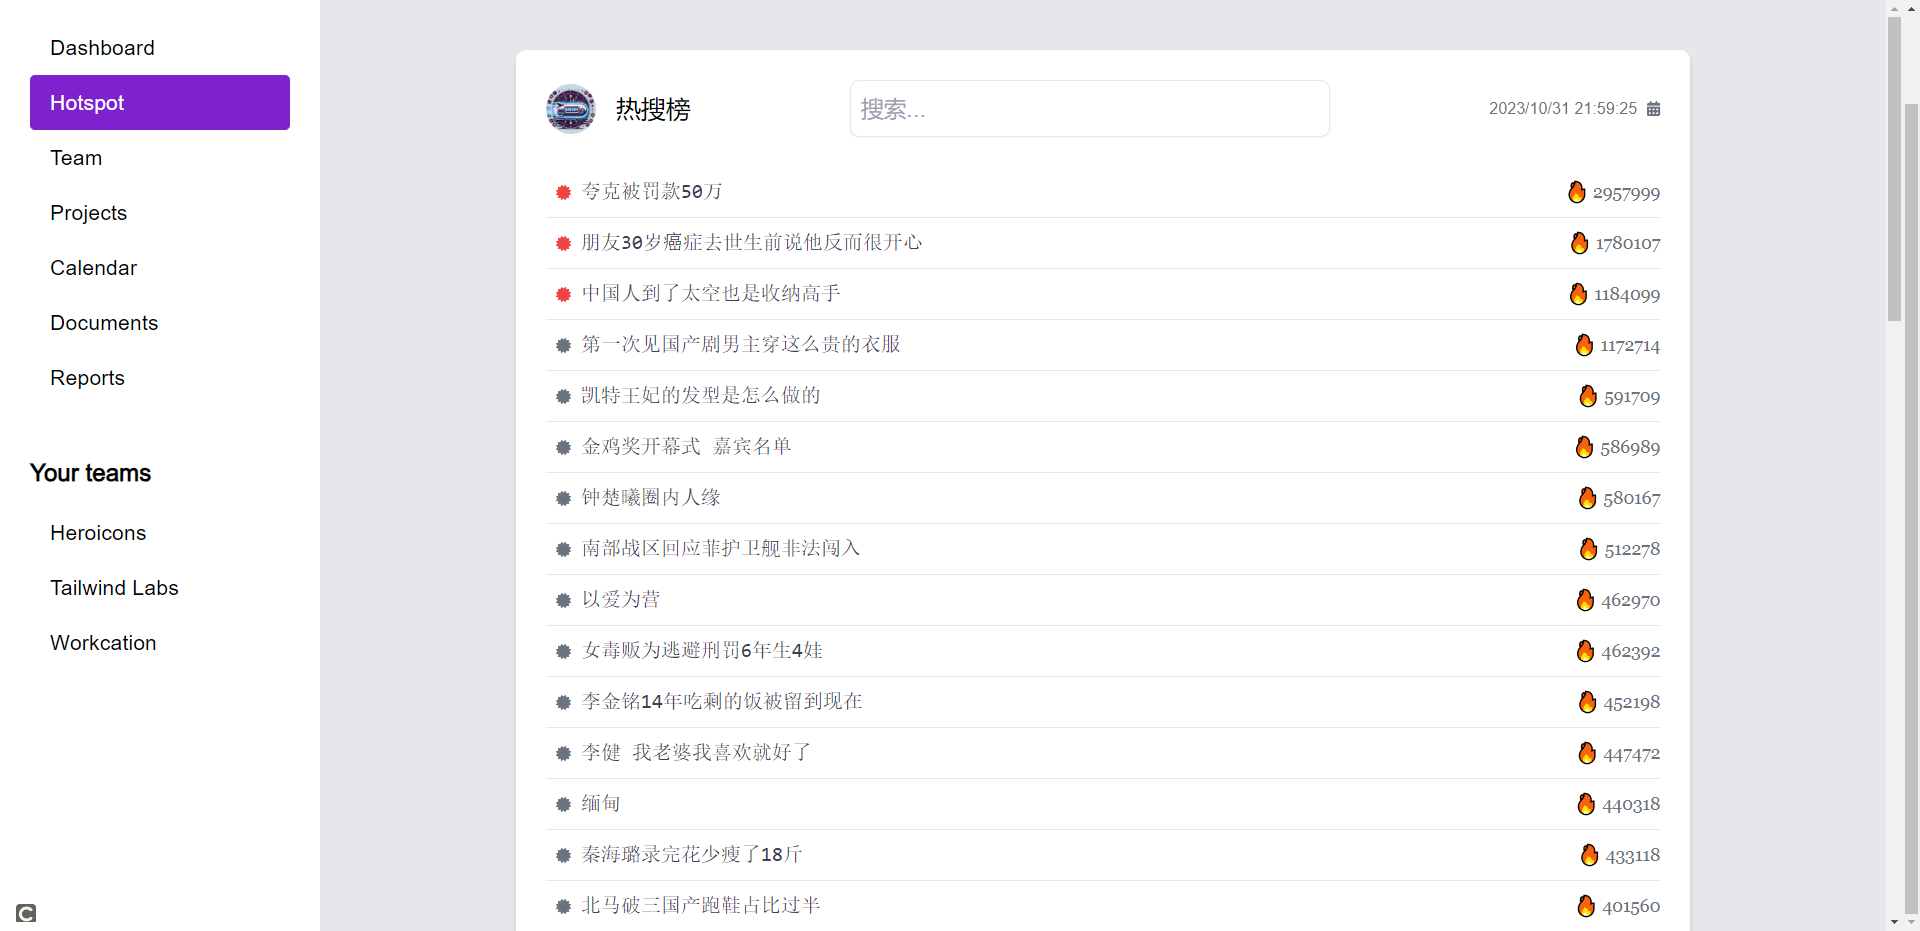 Dashboard
Hotspot
Team
Projects
Calendar
Documents
Reports
Your teams
Heroicons
Tailwind Labs
Workcation
热搜榜
搜索...
2023/10/31 21:59:25
夸克被罚款50万 2957999
朋友30岁癌症去世生前说他反而很开心 1780107
中国人到了太空也是收纳高手 1184099
第一次见国产剧男主穿这么贵的衣服 1172714
凯特王妃的发型是怎么做的 591709
金鸡奖开幕式 嘉宾名单 586989
钟楚曦圈内人缘 580167
南部战区回应菲护卫舰非法闯入 512278
以爱为营 462970
女毒贩为逃避刑罚6年生4娃 462392
李金铭14年吃剩的饭被留到现在 452198
李健 我老婆我喜欢就好了 447472
缅甸 440318
秦海璐录完花少瘦了18斤 433118
北马破三国产跑鞋占比过半 401560
C